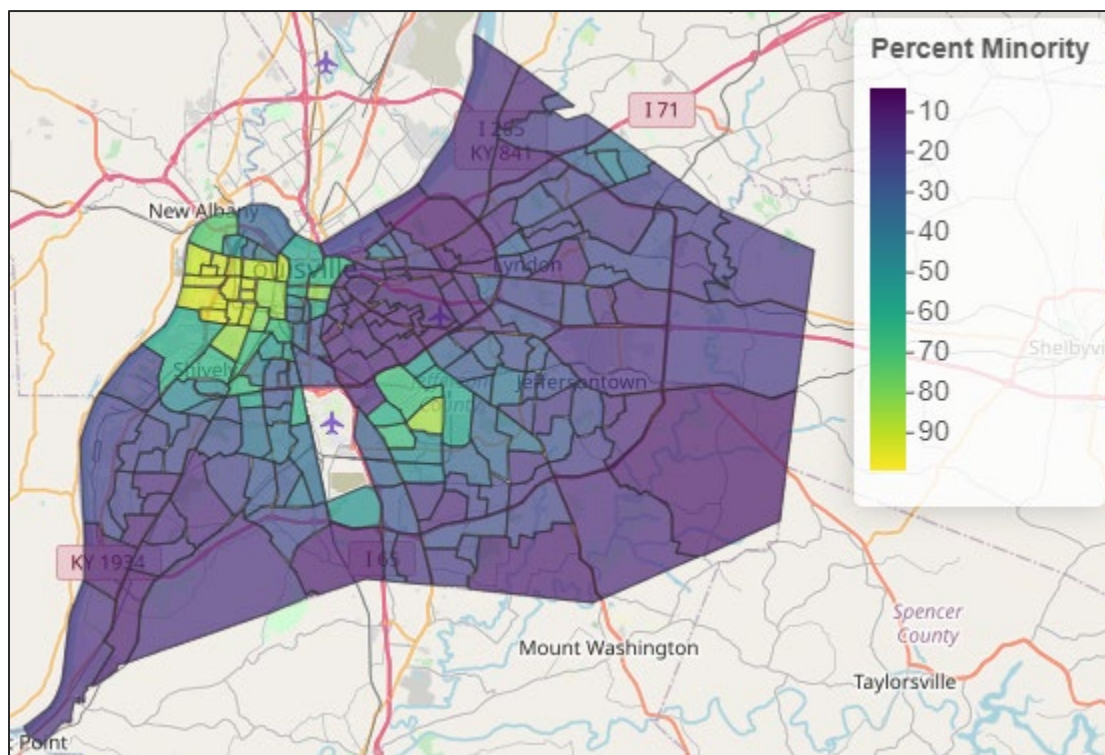 Percent Minority
10
20
30
40
50
60
70
80
90
I 71
I 265
KY 841
New Albany
Louisville
Lyndon
Shively
Jefferson
County
Jeffersontown
KY 1934
I 65
Mount Washington
Spencer
County
Taylorsville
Point